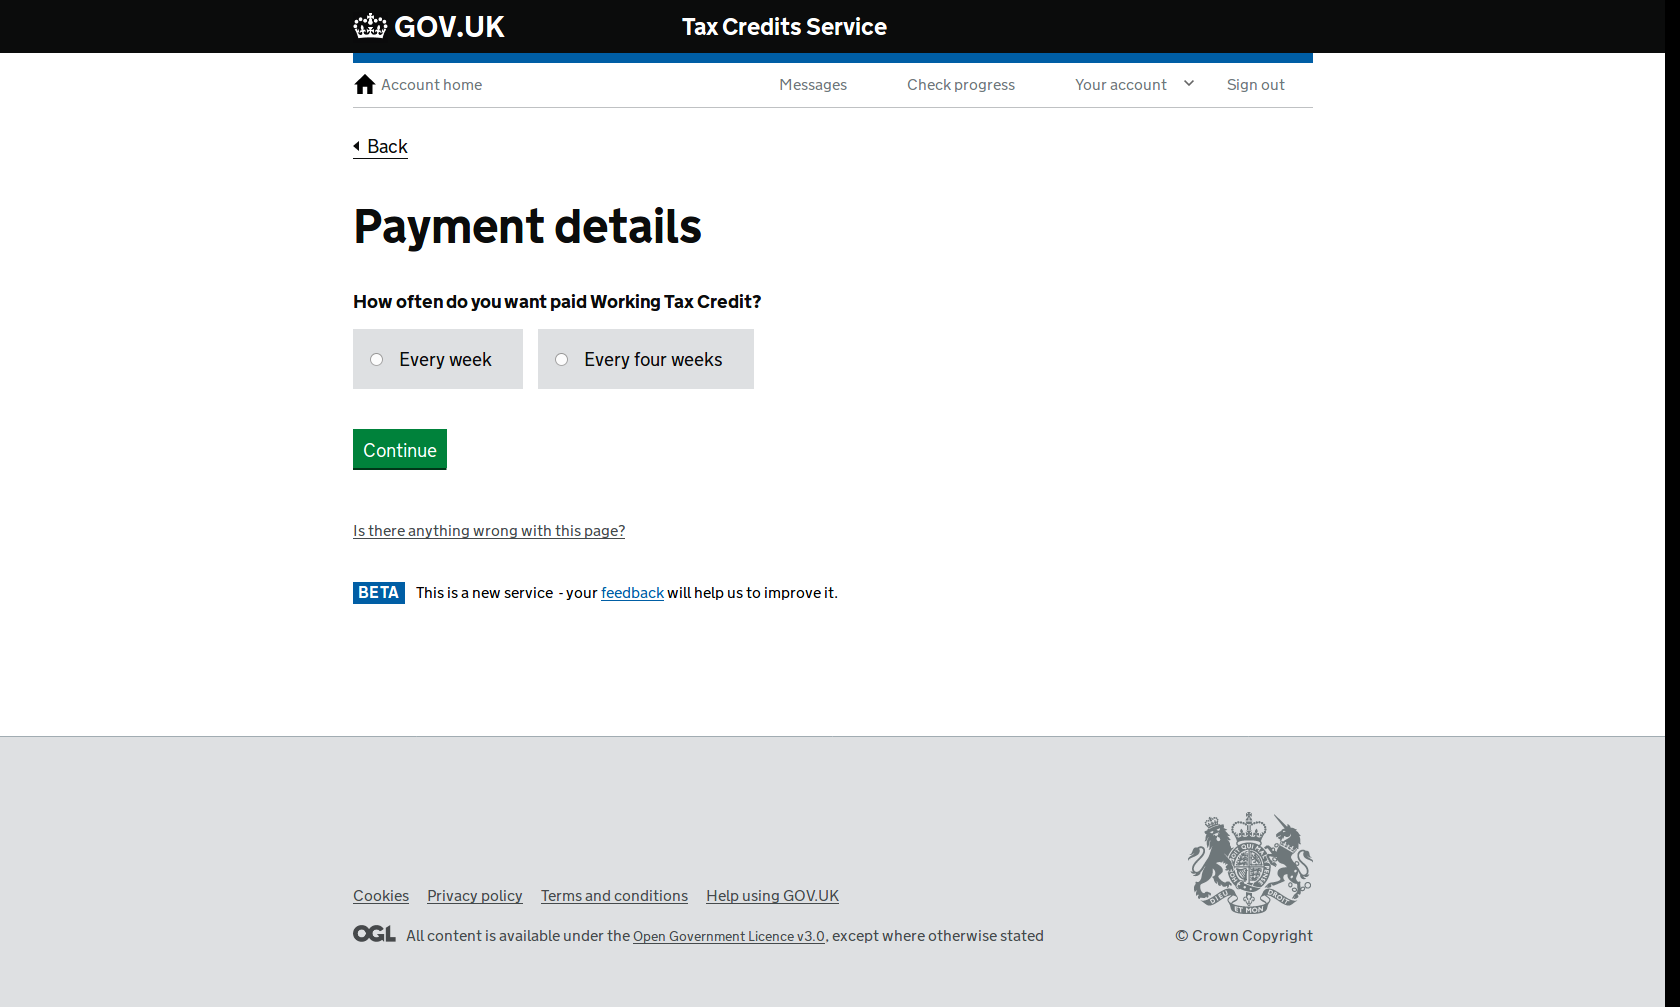 GOV.UK
Tax Credits Service
Account home
Messages
Check progress
Your account
Sign out
Back
Payment details
How often do you want paid Working Tax Credit?
Every week
Every four weeks
Continue
Is there anything wrong with this page?
BETA This is a new service - your feedback will help us to improve it.
Cookies Privacy policy Terms and conditions Help using GOV.UK
OGL All content is available under the Open Government Licence v3.0, except where otherwise stated
© Crown Copyright